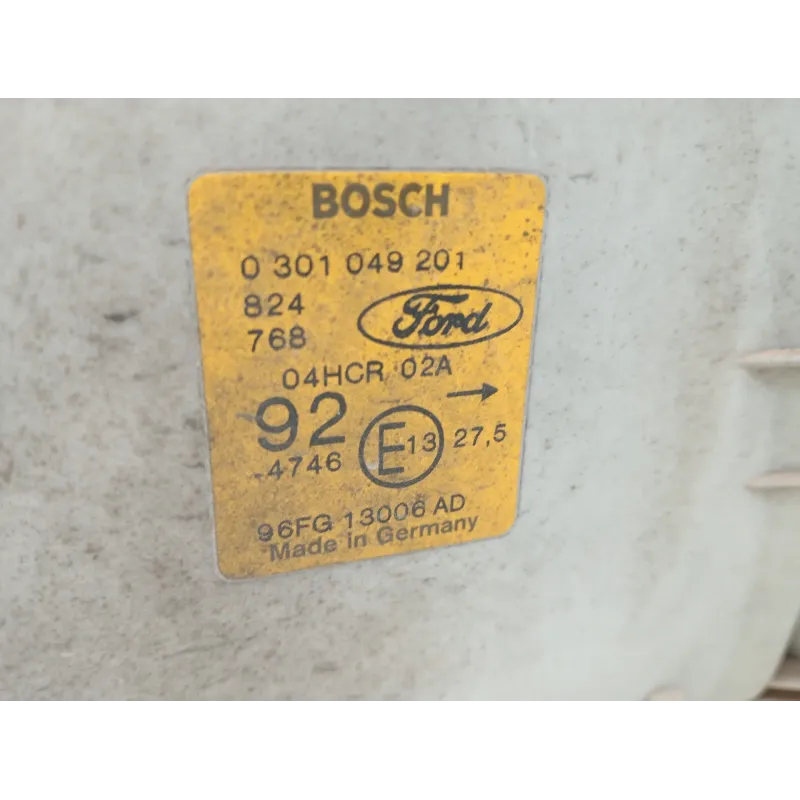 BOSCH
0 301 049 201
824
768
Ford
04HCR 02A
92
4746
E 13 27,5
96FG 13006 AD
Made in Germany